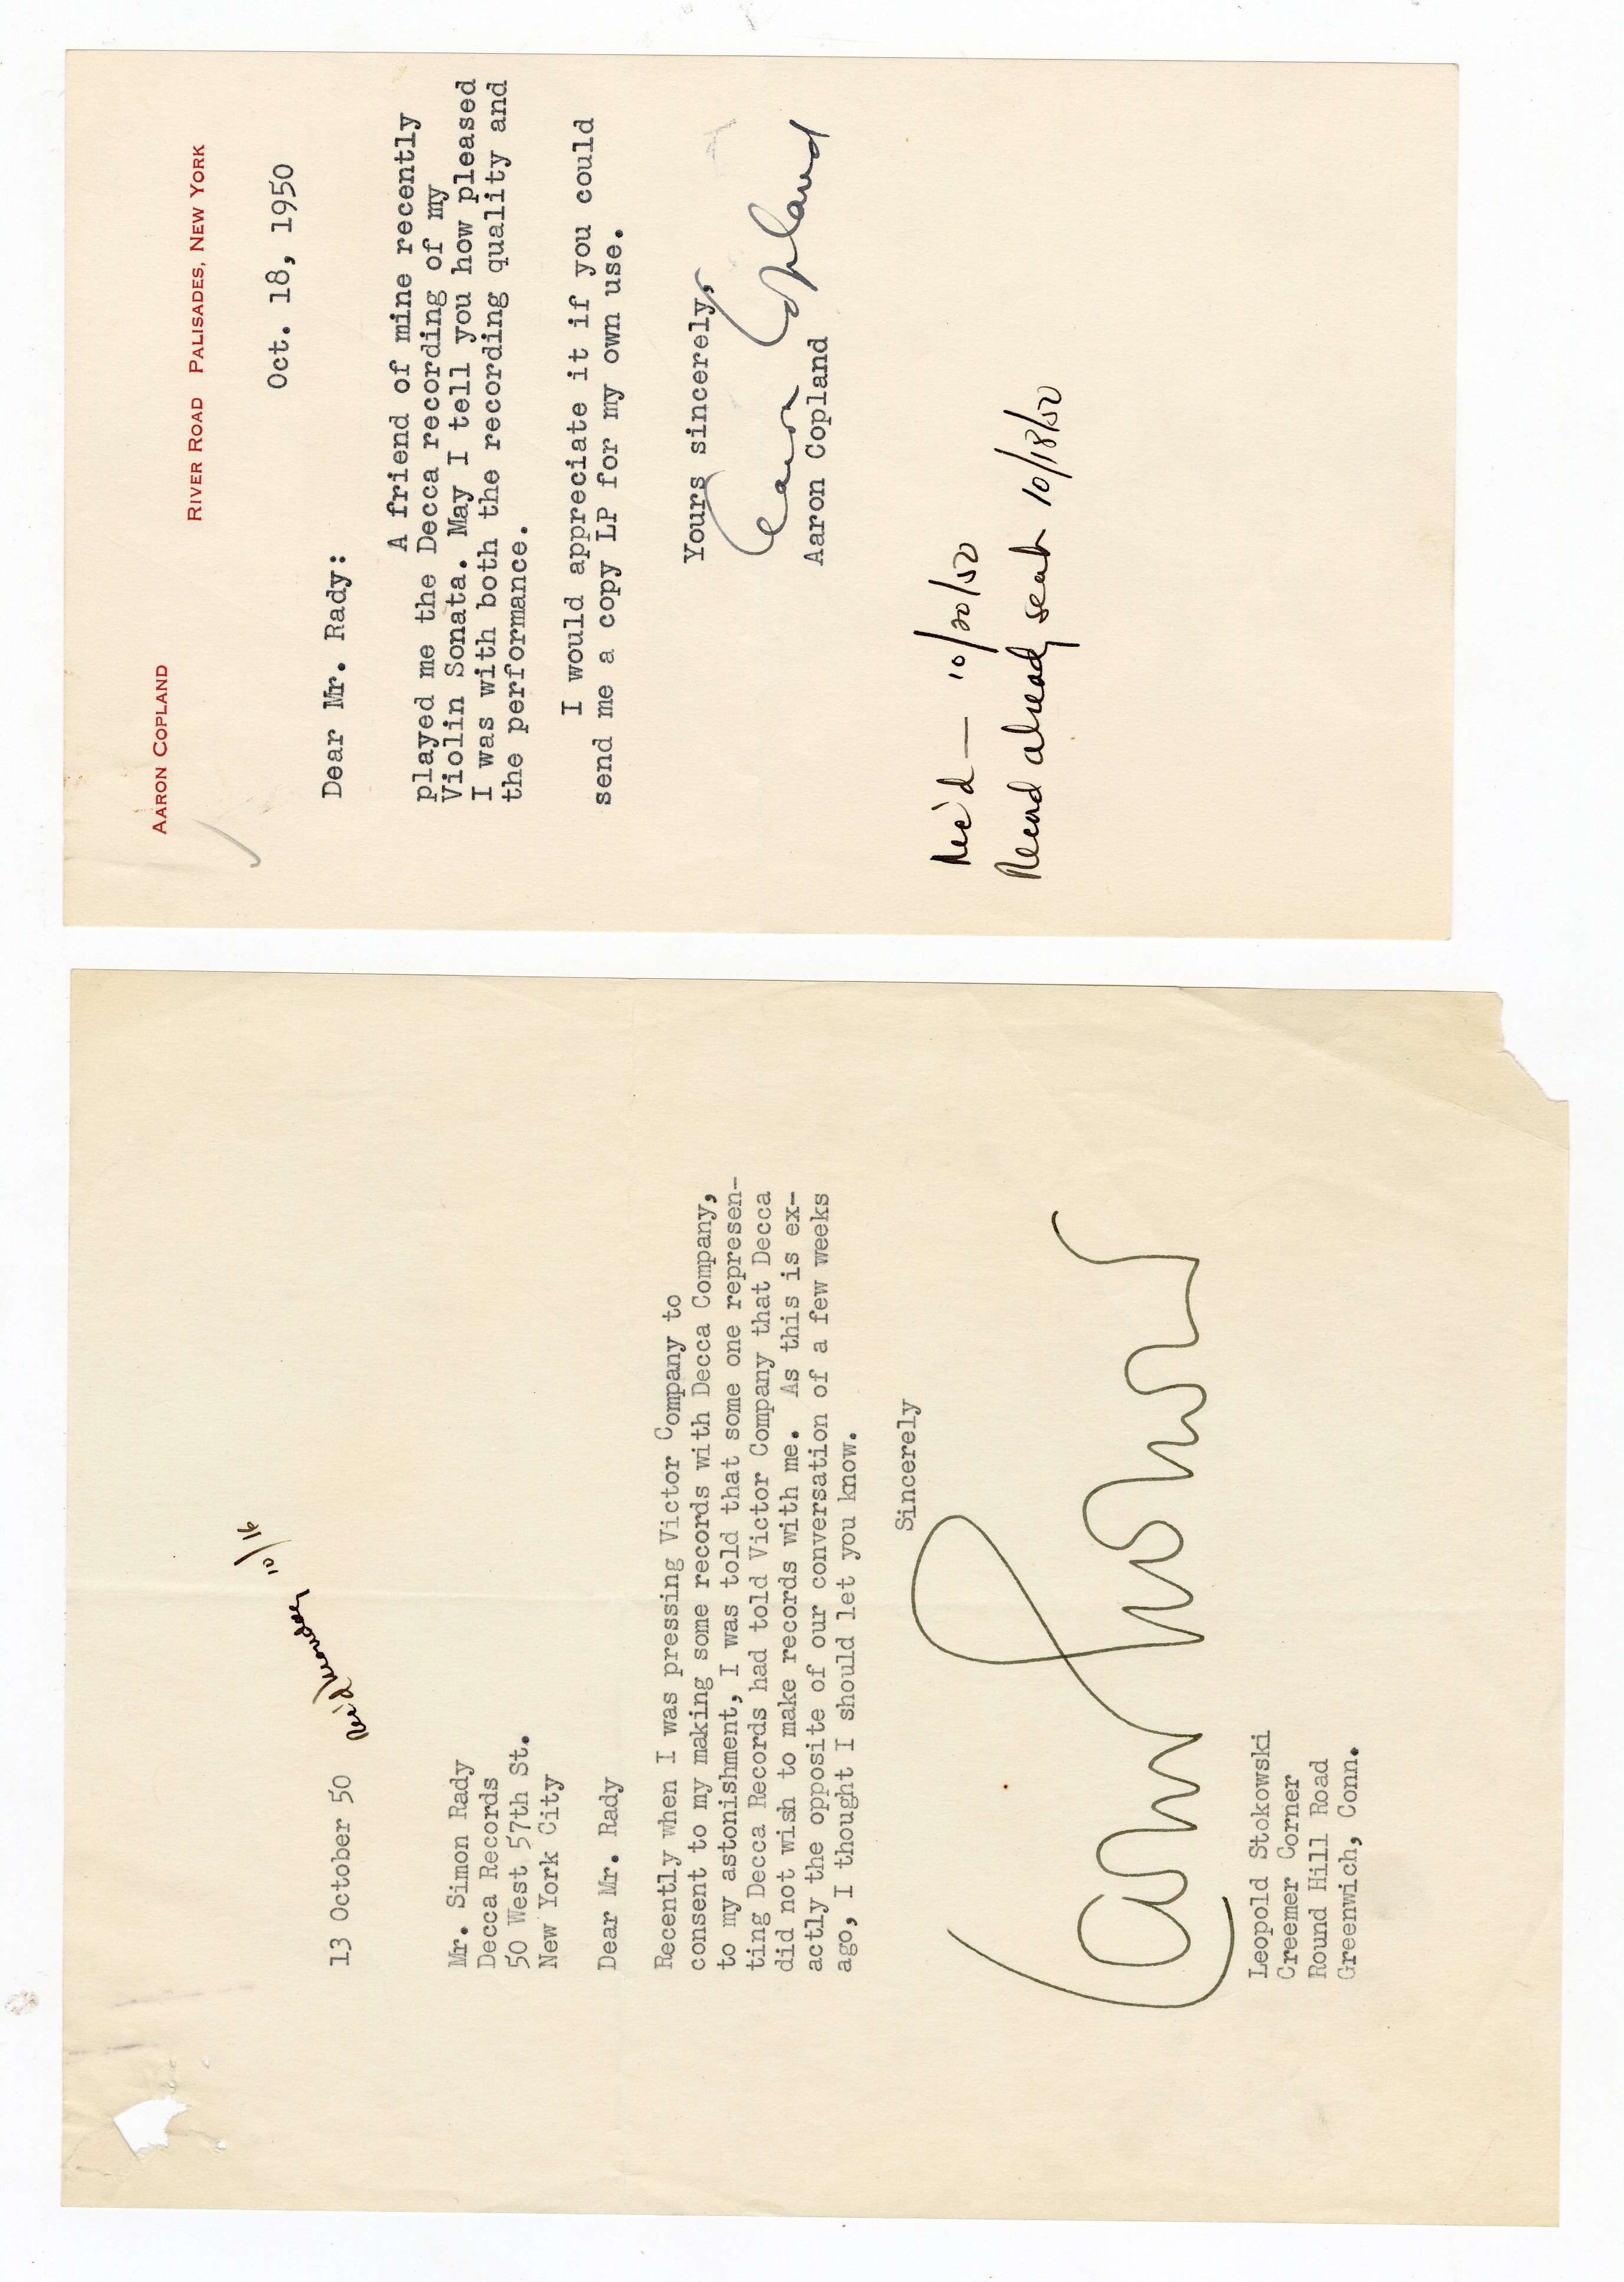 13 October 50 Rec'd Monday 10/16
Mr. Simon Rady
Decca Records
50 West 57th St.
New York City
Dear Mr. Rady
Recently when I was pressing Victor Company to
consent to my making some records with Decca Company,
to my astonishment, I was told that some one represen-
ting Decca Records had told Victor Company that Decca
did not wish to make records with me. As this is ex-
actly the opposite of our conversation of a few weeks
ago, I thought I should let you know.
Sincerely
Leopold Stokowski
Creemer Corner
Round Hill Road
Greenwich, Conn.
AARON COPLAND
RIVER ROAD PALISADES, NEW YORK
Oct. 18, 1950
Dear Mr. Rady:
A friend of mine recently
played me the Decca recording of my
Violin Sonata. May I tell you how pleased
I was with both the recording quality and
the performance.
I would appreciate it if you could
send me a copy LP for my own use.
Yours sincerely,
Aaron Copland
Aaron Copland
Rec'd — 10/20/50
Record already sent 10/18/50